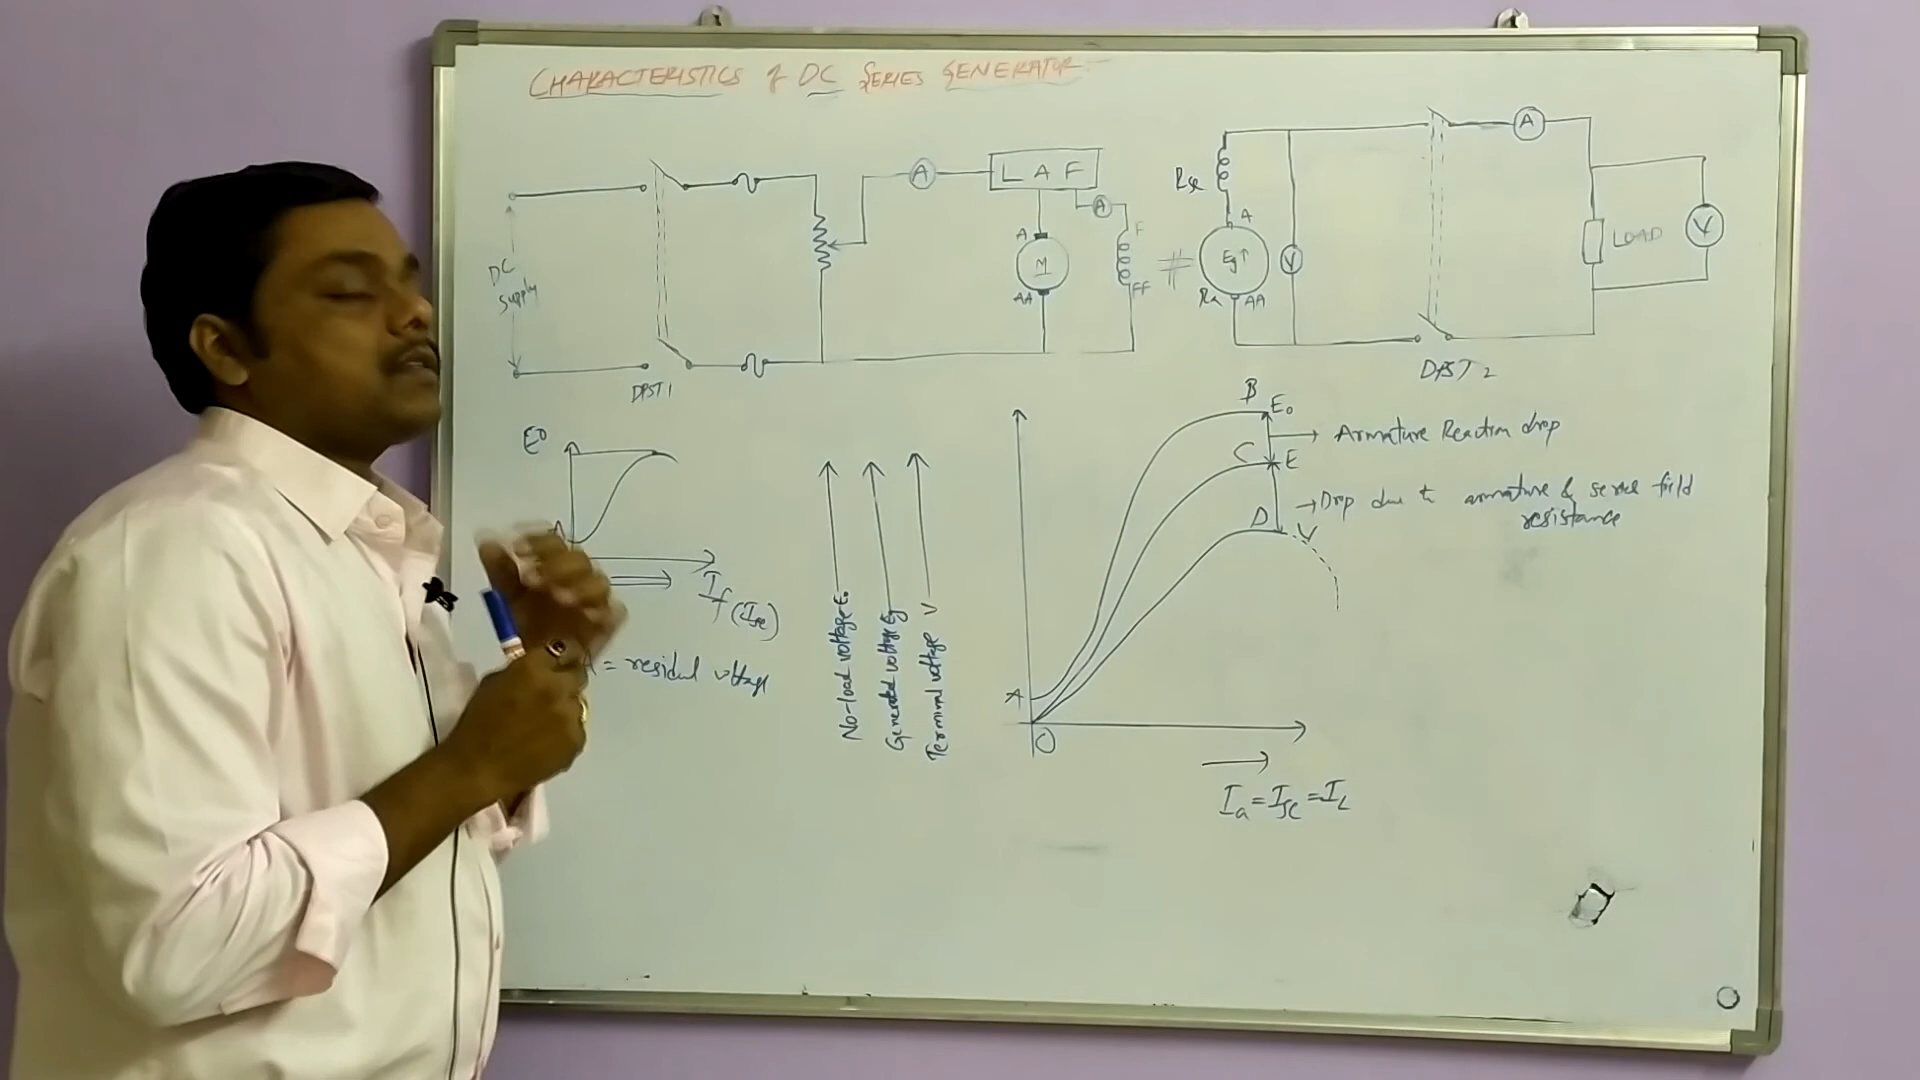 CHARACTERISTICS of DC SERIES GENERATOR
DC
Supply
DPST 1
A
L A F
A
A
M
AA
F
FF
Rse
A
Eg↑
Ra
AA
V
DPST 2
A
LOAD
V
E0
A
If (Ise)
A = residual voltage
No-load voltage E0
Generated voltage Eg
Terminal voltage V
B
E0
→ Armature Reaction drop
C
E
→ Drop due to armature & series field
resistance
D
V
A
O
Ia = Ise = IL